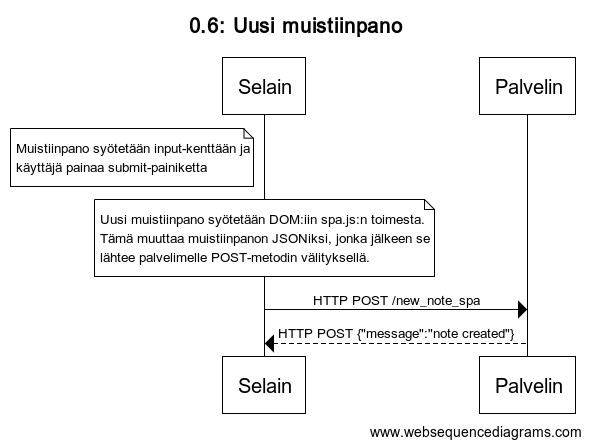 0.6: Uusi muistiinpano
Selain
Palvelin
Muistiinpano syötetään input-kenttään ja
käyttäjä painaa submit-painiketta
Uusi muistiinpano syötetään DOM:iin spa.js:n toimesta.
Tämä muuttaa muistiinpanon JSONiksi, jonka jälkeen se
lähtee palvelimelle POST-metodin välityksellä.
HTTP POST /new_note_spa
HTTP POST {"message":"note created"}
Selain
Palvelin
www.websequencediagrams.com